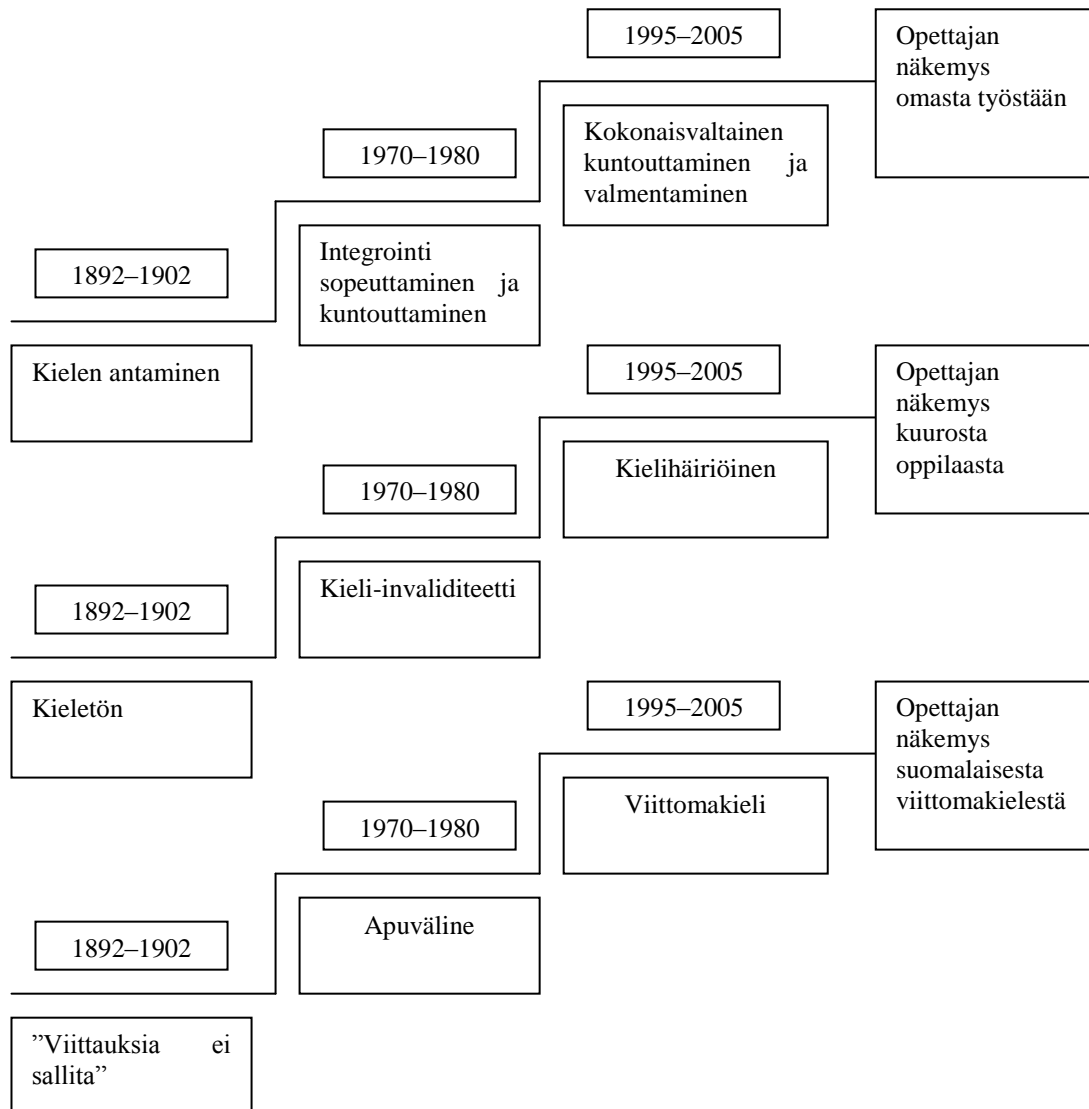 1995–2005
Opettajan
näkemys
omasta työstään
1970–1980
Kokonaisvaltainen
kuntouttaminen ja
valmentaminen
1892–1902
Integrointi
sopeuttaminen ja
kuntouttaminen
Kielen antaminen
1995–2005
Opettajan
näkemys
kuurosta
oppilaasta
1970–1980
Kielihäiriöinen
1892–1902
Kieli-invaliditeetti
Kieletön
1995–2005
Opettajan
näkemys
suomalaisesta
viittomakielestä
1970–1980
Viittomakieli
1892–1902
Apuväline
”Viittauksia ei
sallita”